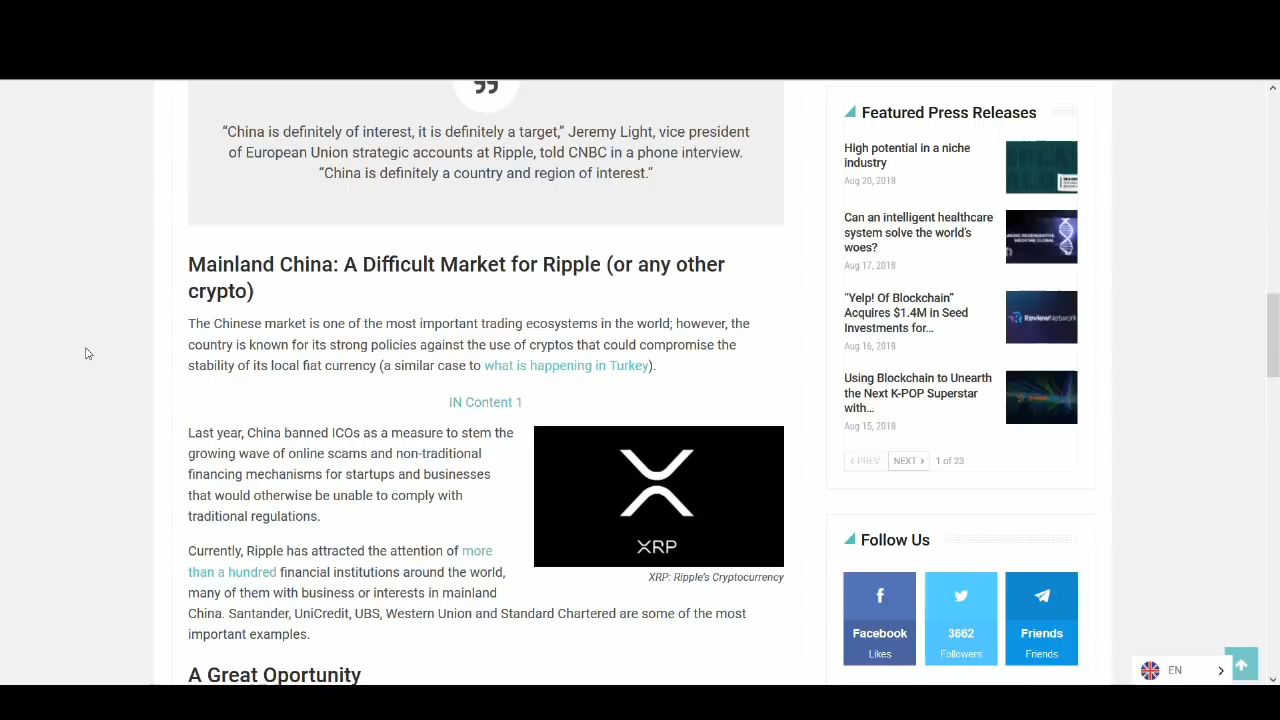 ”
“China is definitely of interest, it is definitely a target,” Jeremy Light, vice president
of European Union strategic accounts at Ripple, told CNBC in a phone interview.
“China is definitely a country and region of interest.”
Mainland China: A Difficult Market for Ripple (or any other
crypto)
The Chinese market is one of the most important trading ecosystems in the world; however, the
country is known for its strong policies against the use of cryptos that could compromise the
stability of its local fiat currency (a similar case to what is happening in Turkey).
IN Content 1
Last year, China banned ICOs as a measure to stem the
growing wave of online scams and non-traditional
financing mechanisms for startups and businesses
that would otherwise be unable to comply with
traditional regulations.
XRP
XRP: Ripple's Cryptocurrency
Currently, Ripple has attracted the attention of more
than a hundred financial institutions around the world,
many of them with business or interests in mainland
China. Santander, UniCredit, UBS, Western Union and Standard Chartered are some of the most
important examples.
A Great Oportunity
Featured Press Releases
High potential in a niche
industry
Aug 20, 2018
Can an intelligent healthcare
system solve the world's
woes?
Aug 17, 2018
MAKING REGENERATIVE
MEDICINE GLOBAL
“Yelp! Of Blockchain”
Acquires $1.4M in Seed
Investments for...
Aug 16, 2018
ReviewNetwork
Using Blockchain to Unearth
the Next K-POP Superstar
with...
Aug 15, 2018
PREV NEXT 1 of 23
Follow Us
Facebook
Likes
3662
Followers
Friends
Friends
EN